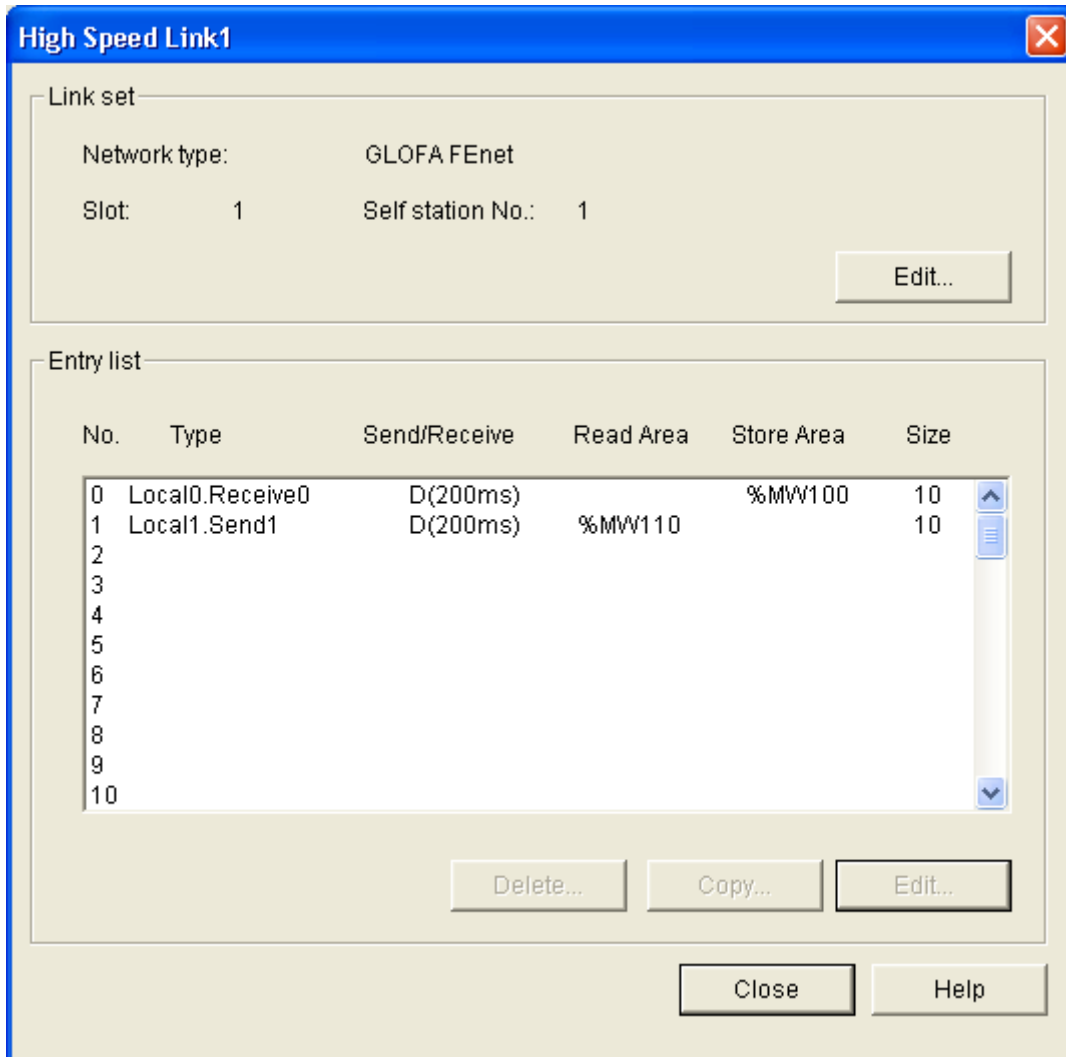 High Speed Link1
Link set
Network type: GLOFA FEnet
Slot: 1 Self station No.: 1
Edit...
Entry list
No. Type Send/Receive Read Area Store Area Size
0 Local0.Receive0 D(200ms) %MW100 10
1 Local1.Send1 D(200ms) %MW110 10
2
3
4
5
6
7
8
9
10
Delete... Copy... Edit...
Close Help